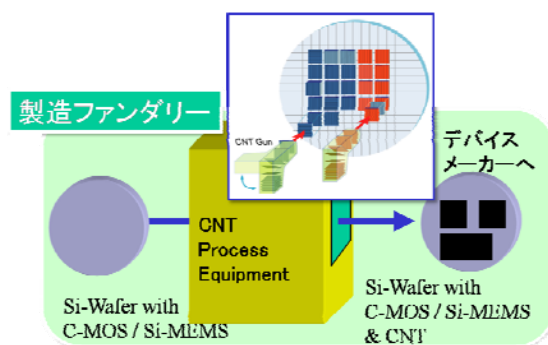 製造ファンダリー
CNT Gun
デバイス
メーカーへ
CNT
Process
Equipment
Si-Wafer with
C-MOS / Si-MEMS
Si-Wafer with
C-MOS / Si-MEMS
& CNT